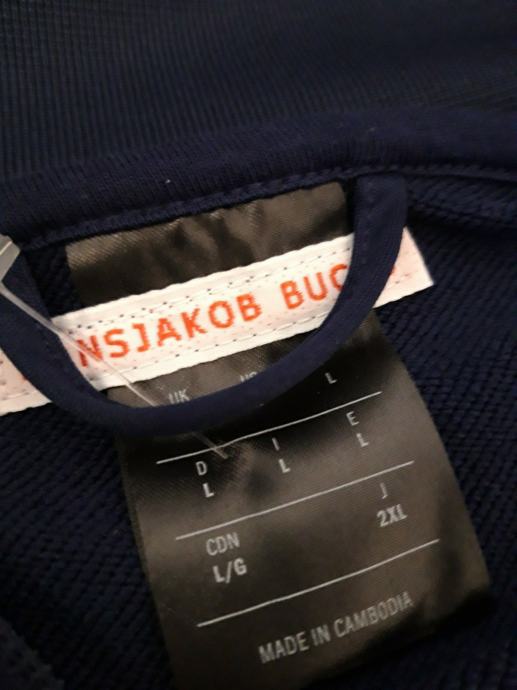 NSJAKOB BUC
UK L
D I E
L L L
CDN J
L/G 2XL
MADE IN CAMBODIA